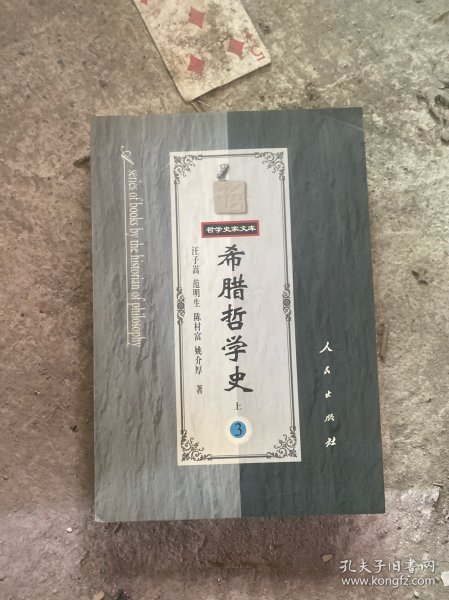 5
A series of books by the historian of philosophy
哲学史家文库
希腊哲学史
上
3
汪子嵩 范明生 陈村富 姚介厚 著
人民出版社
孔夫子旧书网
www.kongfz.com